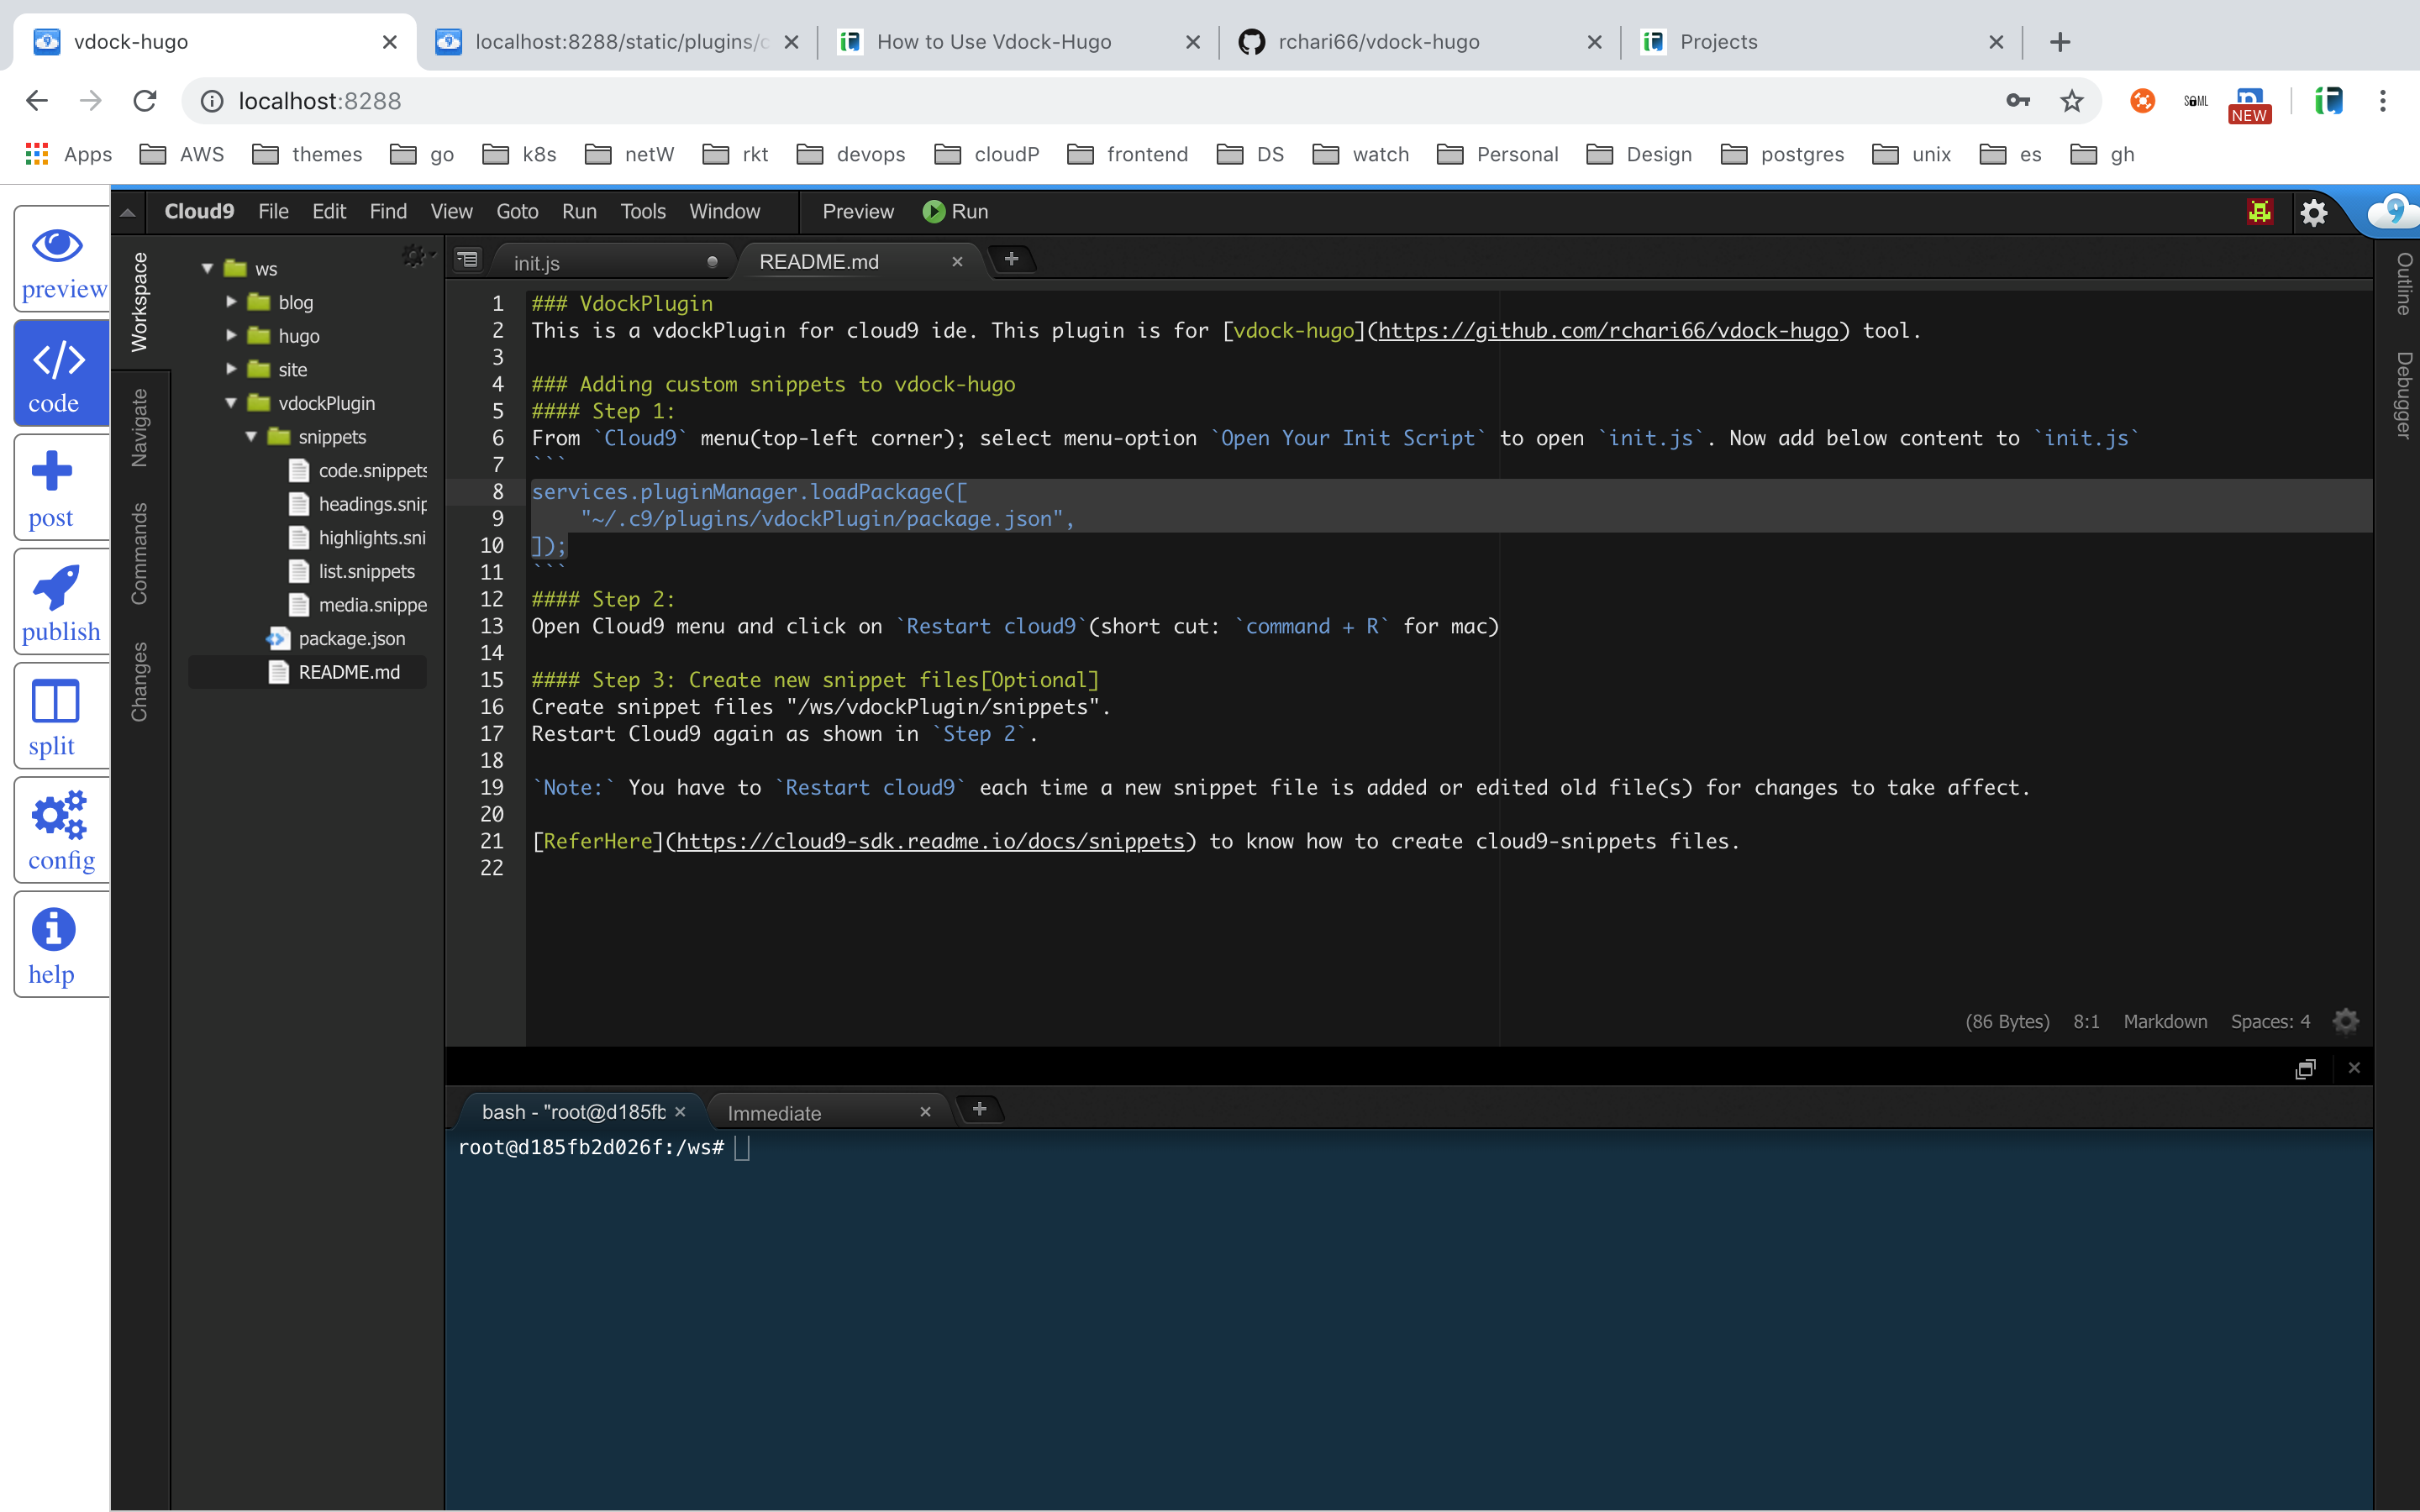 vdock-hugo
localhost:8288/static/plugins/c
How to Use Vdock-Hugo
rchari66/vdock-hugo
Projects
localhost:8288
NEW
Apps
AWS
themes
go
k8s
netW
rkt
devops
cloudP
frontend
DS
watch
Personal
Design
postgres
unix
es
gh
preview
code
post
publish
split
config
help
Cloud9 File Edit Find View Goto Run Tools Window Preview Run
Workspace
Navigate
Commands
Changes
ws
blog
hugo
site
vdockPlugin
snippets
code.snippets
headings.snip
highlights.sni
list.snippets
media.snippe
package.json
README.md
init.js
README.md
1 ### VdockPlugin
2 This is a vdockPlugin for cloud9 ide. This plugin is for [vdock-hugo](https://github.com/rchari66/vdock-hugo) tool.
3
4 ### Adding custom snippets to vdock-hugo
5 #### Step 1:
6 From `Cloud9` menu(top-left corner); select menu-option `Open Your Init Script` to open `init.js`. Now add below content to `init.js`
7 ```
8 services.pluginManager.loadPackage([
9 "~/.c9/plugins/vdockPlugin/package.json",
10 ]);
11 ```
12 #### Step 2:
13 Open Cloud9 menu and click on `Restart cloud9`(short cut: `command + R` for mac)
14
15 #### Step 3: Create new snippet files[Optional]
16 Create snippet files "/ws/vdockPlugin/snippets".
17 Restart Cloud9 again as shown in `Step 2`.
18
19 `Note:` You have to `Restart cloud9` each time a new snippet file is added or edited old file(s) for changes to take affect.
20
21 [ReferHere](https://cloud9-sdk.readme.io/docs/snippets) to know how to create cloud9-snippets files.
22
(86 Bytes) 8:1 Markdown Spaces: 4
Outline
Debugger
bash - "root@d185fb
Immediate
root@d185fb2d026f:/ws#